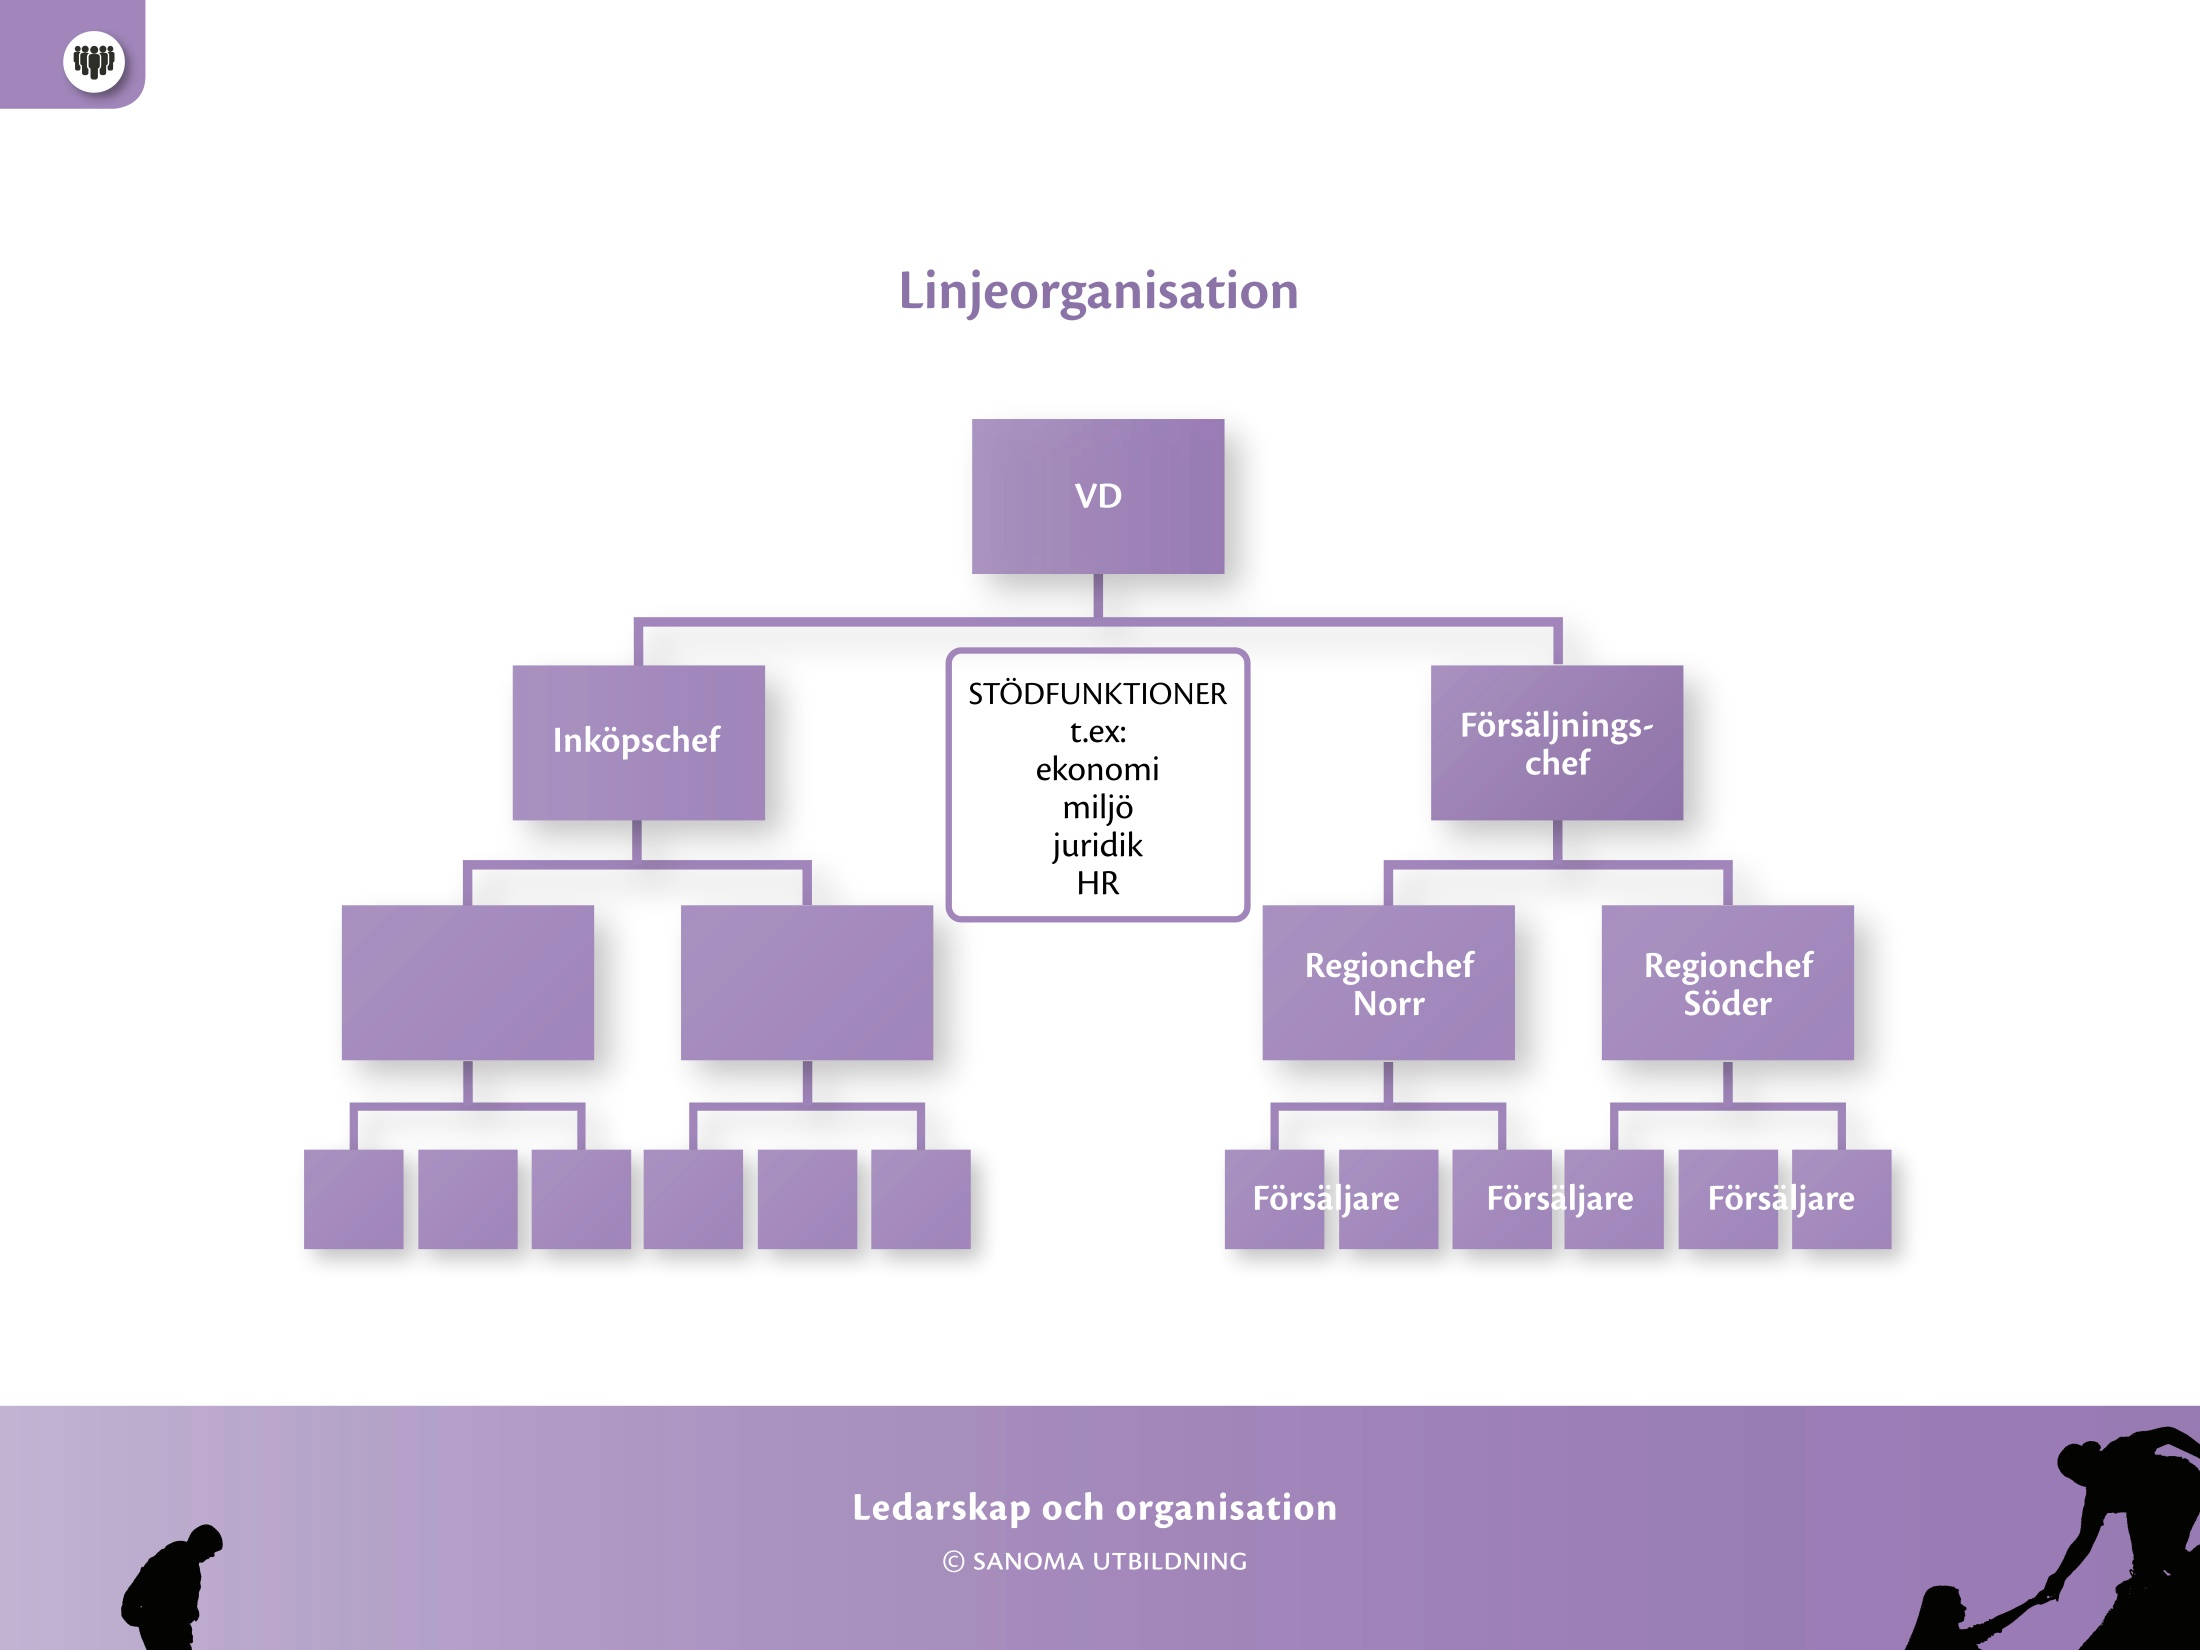 Linjeorganisation
VD
Inköpschef
STÖDFUNKTIONER
t.ex:
ekonomi
miljö
juridik
HR
Försäljnings-
chef
Regionchef
Norr
Regionchef
Söder
Försäljare
Försäljare
Försäljare
Ledarskap och organisation
© SANOMA UTBILDNING